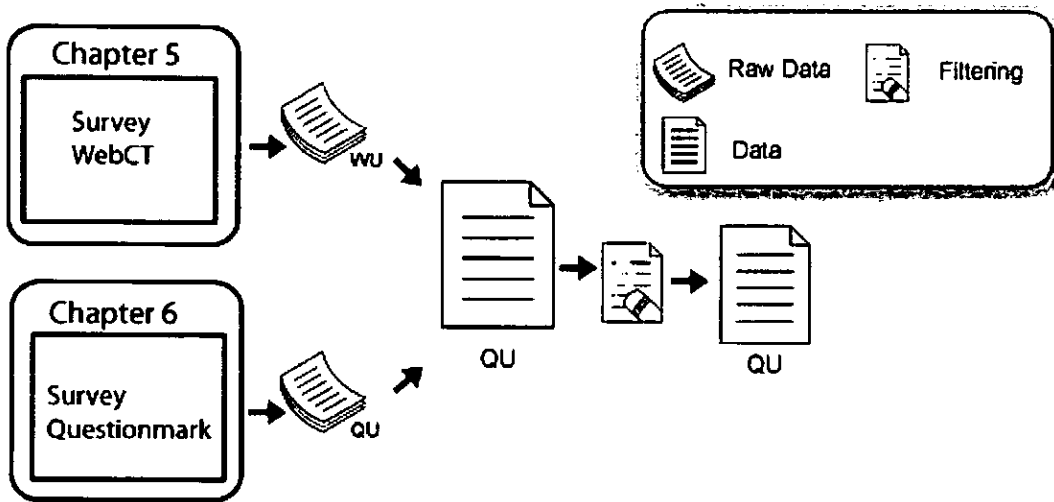 Chapter 5
Survey
WebCT
WU
Chapter 6
Survey
Questionmark
QU
QU
QU
Raw Data
Filtering
Data